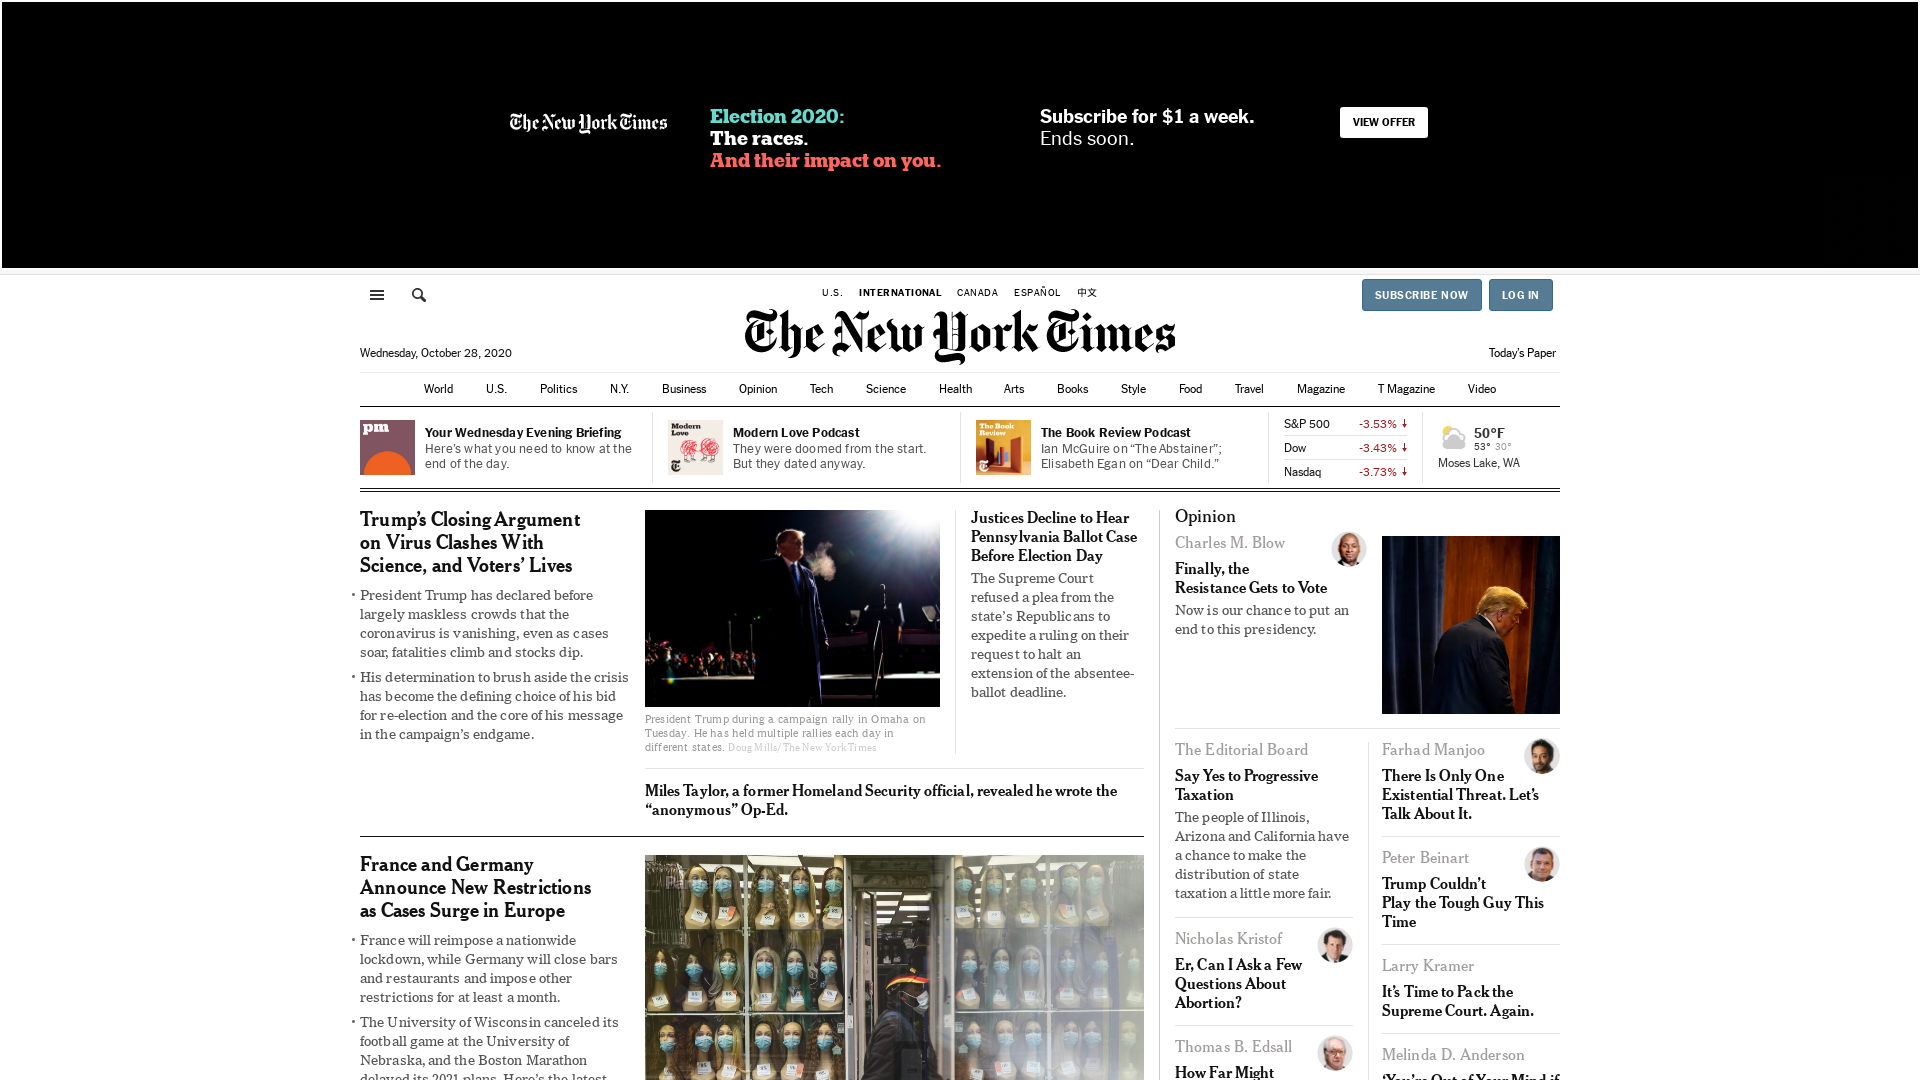 The New York Times
Election 2020:
The races.
And their impact on you.
Subscribe for $1 a week.
Ends soon.
VIEW OFFER
U.S.
INTERNATIONAL
CANADA
ESPAÑOL
中文
SUBSCRIBE NOW
LOG IN
The New York Times
Wednesday, October 28, 2020
Today's Paper
World
U.S.
Politics
N.Y.
Business
Opinion
Tech
Science
Health
Arts
Books
Style
Food
Travel
Magazine
T Magazine
Video
pm
Your Wednesday Evening Briefing
Here's what you need to know at the
end of the day.
Modern
Love
Modern Love Podcast
They were doomed from the start.
But they dated anyway.
The Book
Review
The Book Review Podcast
Ian McGuire on “The Abstainer”;
Elisabeth Egan on “Dear Child.”
S&P 500 -3.53%
Dow -3.43%
Nasdaq -3.73%
50°F
53° 30°
Moses Lake, WA
Trump's Closing Argument
on Virus Clashes With
Science, and Voters' Lives
President Trump has declared before
largely maskless crowds that the
coronavirus is vanishing, even as cases
soar, fatalities climb and stocks dip.
His determination to brush aside the crisis
has become the defining choice of his bid
for re-election and the core of his message
in the campaign's endgame.
President Trump during a campaign rally in Omaha on
Tuesday. He has held multiple rallies each day in
different states. Doug Mills/The New York Times
Justices Decline to Hear
Pennsylvania Ballot Case
Before Election Day
The Supreme Court
refused a plea from the
state's Republicans to
expedite a ruling on their
request to halt an
extension of the absentee-
ballot deadline.
Miles Taylor, a former Homeland Security official, revealed he wrote the
“anonymous” Op-Ed.
France and Germany
Announce New Restrictions
as Cases Surge in Europe
France will reimpose a nationwide
lockdown, while Germany will close bars
and restaurants and impose other
restrictions for at least a month.
The University of Wisconsin canceled its
football game at the University of
Nebraska, and the Boston Marathon
delayed its 2021 plans. Here's the latest
Opinion
Charles M. Blow
Finally, the
Resistance Gets to Vote
Now is our chance to put an
end to this presidency.
The Editorial Board
Say Yes to Progressive
Taxation
The people of Illinois,
Arizona and California have
a chance to make the
distribution of state
taxation a little more fair.
Nicholas Kristof
Er, Can I Ask a Few
Questions About
Abortion?
Thomas B. Edsall
How Far Might
Farhad Manjoo
There Is Only One
Existential Threat. Let's
Talk About It.
Peter Beinart
Trump Couldn't
Play the Tough Guy This
Time
Larry Kramer
It's Time to Pack the
Supreme Court. Again.
Melinda D. Anderson
‘You're Out of Your Mind if